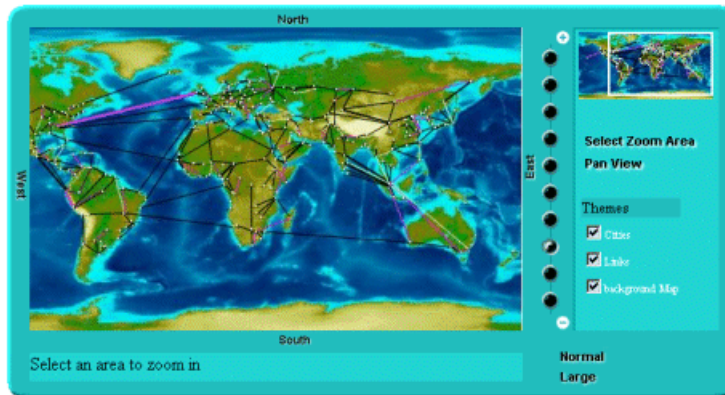 North
West
East
South
Select an area to zoom in
+
Select Zoom Area
Pan View
Themes
Cities
Links
background Map
−
Normal
Large